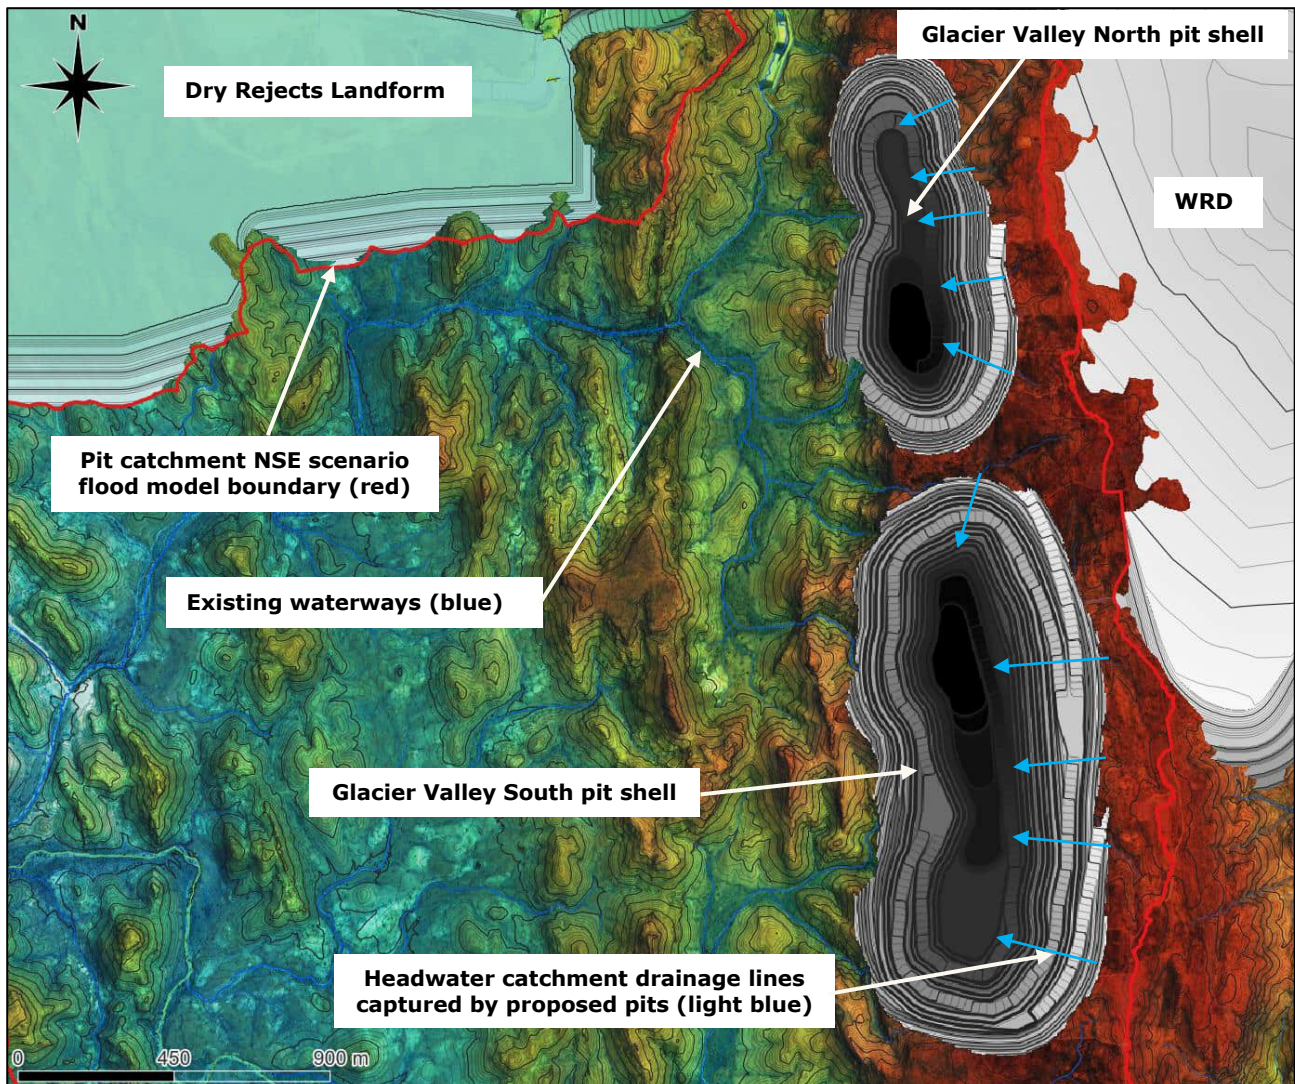 N
Glacier Valley North pit shell
Dry Rejects Landform
WRD
Pit catchment NSE scenario
flood model boundary (red)
Existing waterways (blue)
Glacier Valley South pit shell
Headwater catchment drainage lines
captured by proposed pits (light blue)
0 450 900 m